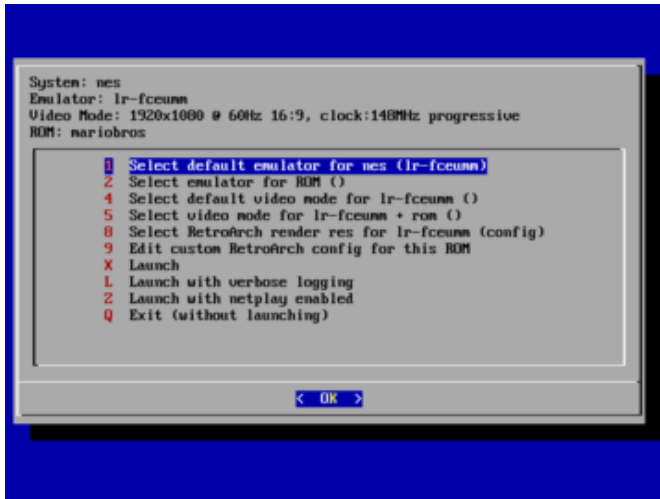 System: nes
Emulator: lr-fceumm
Video Mode: 1920x1080 @ 60Hz 16:9, clock:148MHz progressive
ROM: mariobros
1 Select default emulator for nes (lr-fceumm)
2 Select emulator for ROM ()
4 Select default video mode for lr-fceumm ()
5 Select video mode for lr-fceumm + rom ()
8 Select RetroArch render res for lr-fceumm (config)
9 Edit custom RetroArch config for this ROM
X Launch
L Launch with verbose logging
Z Launch with netplay enabled
Q Exit (without launching)
< OK >